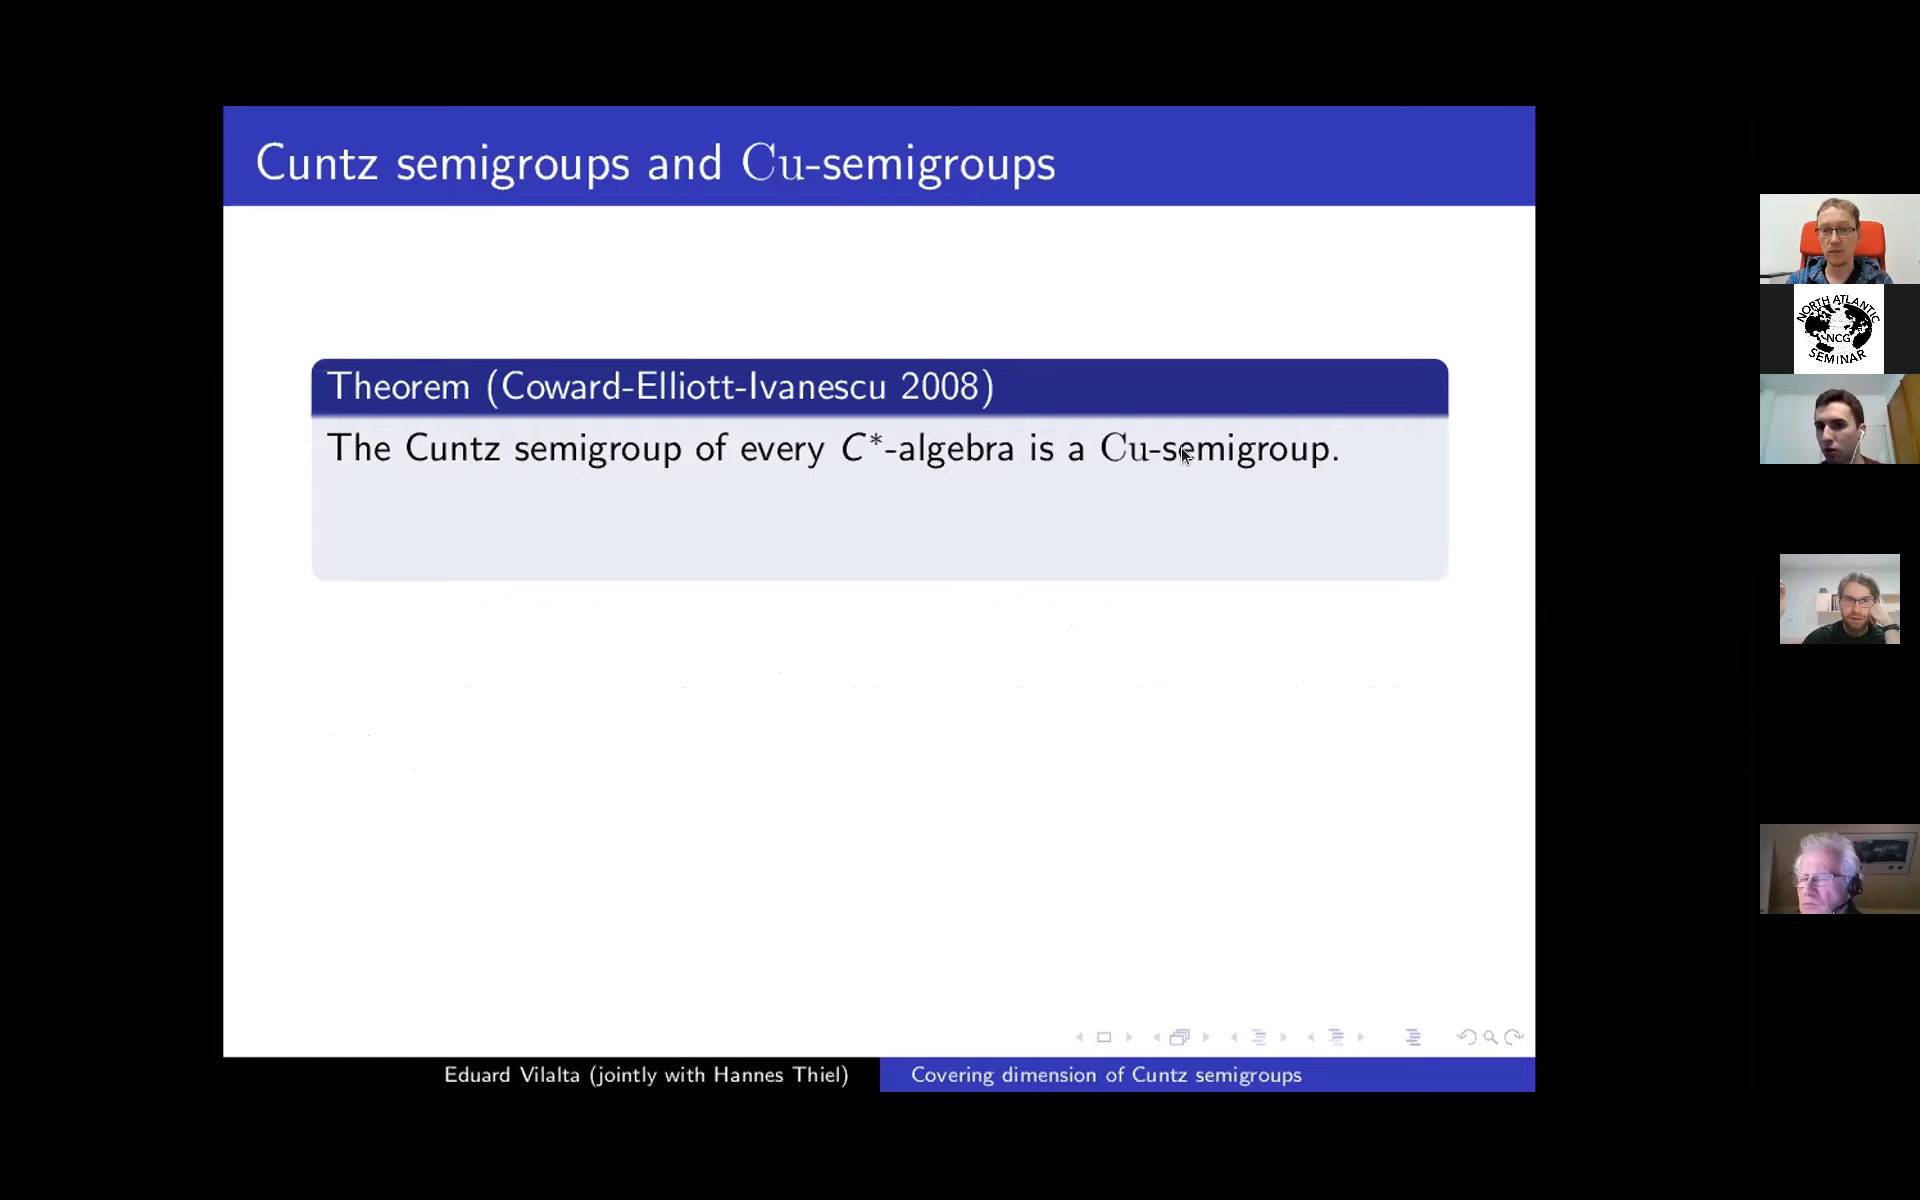 Cuntz semigroups and Cu-semigroups
Theorem (Coward-Elliott-Ivanescu 2008)
The Cuntz semigroup of every C*-algebra is a Cu-semigroup.
Eduard Vilalta (jointly with Hannes Thiel)
Covering dimension of Cuntz semigroups
NORTH ATLANTIC
NCG
SEMINAR